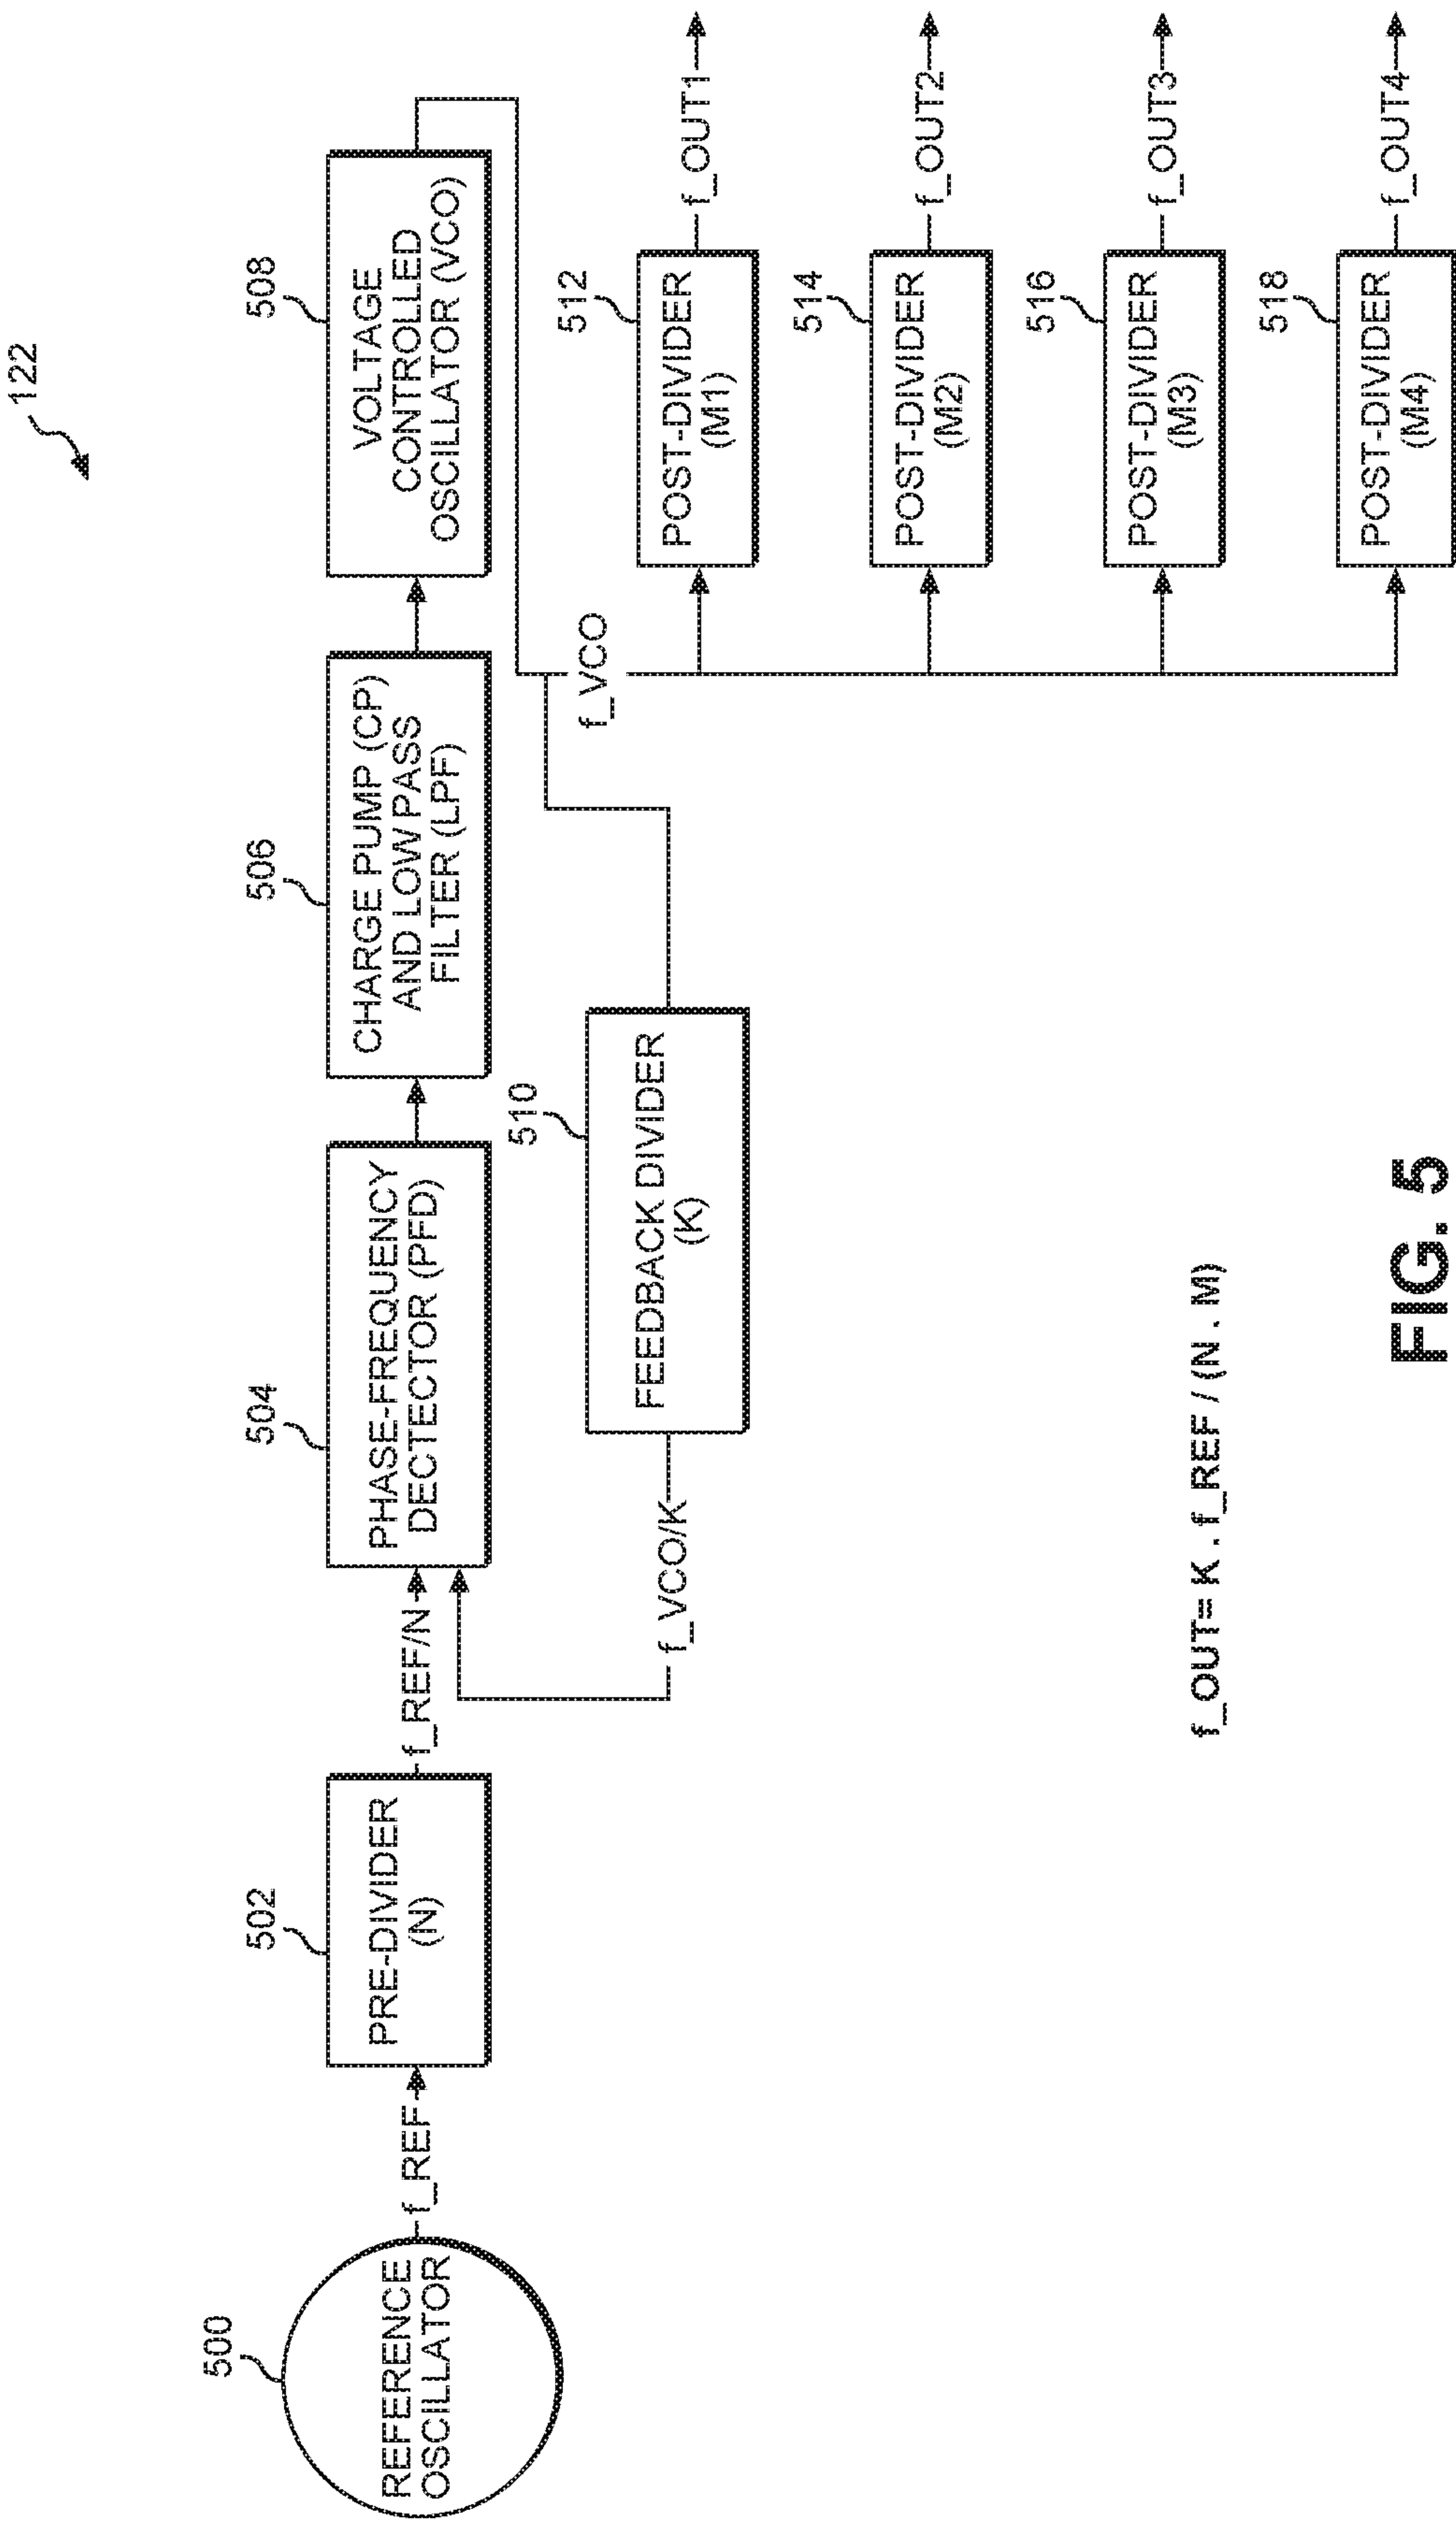 122
500
REFERENCE
OSCILLATOR
f_REF
502
PRE-DIVIDER
(N)
f_REF/N
504
PHASE-FREQUENCY
DECTECTOR (PFD)
506
CHARGE PUMP (CP)
AND LOW PASS
FILTER (LPF)
508
VOLTAGE
CONTROLLED
OSCILLATOR (VCO)
510
FEEDBACK DIVIDER
(K)
f_VCO/K
f_VCO
512
POST-DIVIDER
(M1)
f_OUT1
514
POST-DIVIDER
(M2)
f_OUT2
516
POST-DIVIDER
(M3)
f_OUT3
518
POST-DIVIDER
(M4)
f_OUT4
f_OUT= K . f_REF / (N . M)
FIG. 5